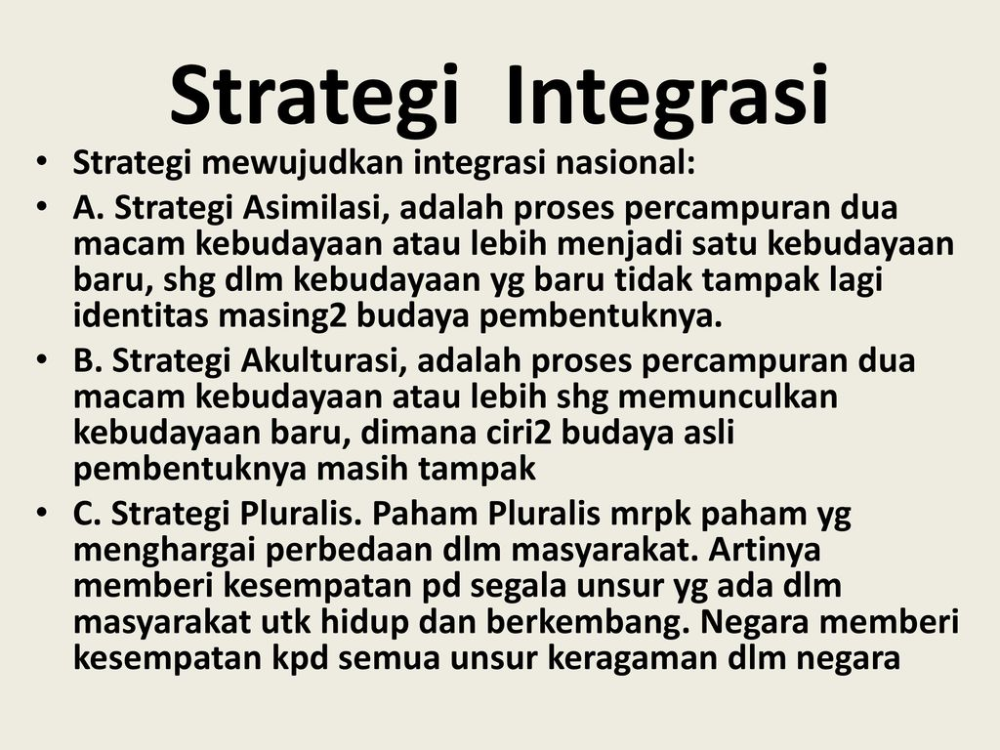 Strategi Integrasi
• Strategi mewujudkan integrasi nasional:
• A. Strategi Asimilasi, adalah proses percampuran dua
macam kebudayaan atau lebih menjadi satu kebudayaan
baru, shg dlm kebudayaan yg baru tidak tampak lagi
identitas masing2 budaya pembentuknya.
• B. Strategi Akulturasi, adalah proses percampuran dua
macam kebudayaan atau lebih shg memunculkan
kebudayaan baru, dimana ciri2 budaya asli
pembentuknya masih tampak
• C. Strategi Pluralis. Paham Pluralis mrpk paham yg
menghargai perbedaan dlm masyarakat. Artinya
memberi kesempatan pd segala unsur yg ada dlm
masyarakat utk hidup dan berkembang. Negara memberi
kesempatan kpd semua unsur keragaman dlm negara